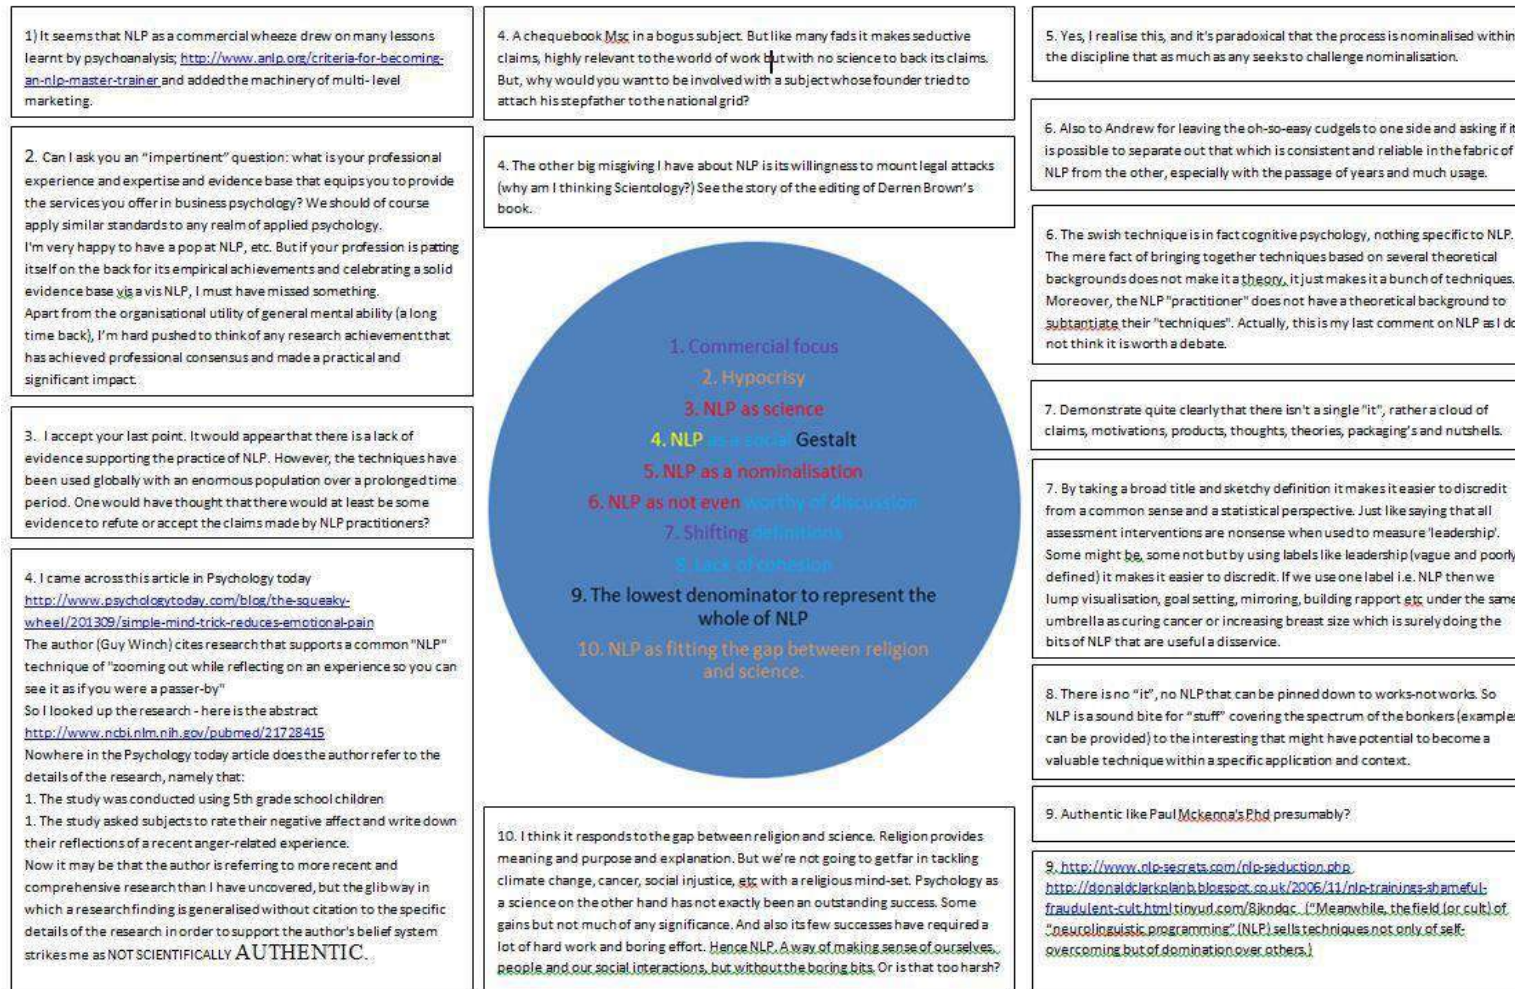 1) It seems that NLP as a commercial wheeze drew on many lessons
learnt by psychoanalysis; http://www.anlp.org/criteria-for-becoming-
an-nlp-master-trainer and added the machinery of multi- level
marketing.
2. Can I ask you an “impertinent” question: what is your professional
experience and expertise and evidence base that equips you to provide
the services you offer in business psychology? We should of course
apply similar standards to any realm of applied psychology.
I'm very happy to have a pop at NLP, etc. But if your profession is patting
itself on the back for its empirical achievements and celebrating a solid
evidence base vis a vis NLP, I must have missed something.
Apart from the organisational utility of general mental ability (a long
time back), I’m hard pushed to think of any research achievement that
has achieved professional consensus and made a practical and
significant impact.
3. I accept your last point. It would appear that there is a lack of
evidence supporting the practice of NLP. However, the techniques have
been used globally with an enormous population over a prolonged time
period. One would have thought that there would at least be some
evidence to refute or accept the claims made by NLP practitioners?
4. I came across this article in Psychology today
http://www.psychologytoday.com/blog/the-squeaky-
wheel/201309/simple-mind-trick-reduces-emotional-pain
The author (Guy Winch) cites research that supports a common "NLP"
technique of "zooming out while reflecting on an experience so you can
see it as if you were a passer-by"
So I looked up the research - here is the abstract
http://www.ncbi.nlm.nih.gov/pubmed/21728415
Nowhere in the Psychology today article does the author refer to the
details of the research, namely that:
1. The study was conducted using 5th grade school children
1. The study asked subjects to rate their negative affect and write down
their reflections of a recent anger-related experience.
Now it may be that the author is referring to more recent and
comprehensive research than I have uncovered, but the glib way in
which a research finding is generalised without citation to the specific
details of the research in order to support the author's belief system
strikes me as NOT SCIENTIFICALLY AUTHENTIC.
4. A chequebook Msc in a bogus subject. But like many fads it makes seductive
claims, highly relevant to the world of work but with no science to back its claims.
But, why would you want to be involved with a subject whose founder tried to
attach his stepfather to the national grid?
4. The other big misgiving I have about NLP is its willingness to mount legal attacks
(why am I thinking Scientology?) See the story of the editing of Derren Brown’s
book.
1. Commercial focus
2. Hypocrisy
3. NLP as science
4. NLP as a social Gestalt
5. NLP as a nominalisation
6. NLP as not even worthy of discussion
7. Shifting definitions
8. Lack of cohesion
9. The lowest denominator to represent the
whole of NLP
10. NLP as fitting the gap between religion
and science.
10. I think it responds to the gap between religion and science. Religion provides
meaning and purpose and explanation. But we’re not going to get far in tackling
climate change, cancer, social injustice, etc with a religious mind-set. Psychology as
a science on the other hand has not exactly been an outstanding success. Some
gains but not much of any significance. And also its few successes have required a
lot of hard work and boring effort. Hence NLP. A way of making sense of ourselves,
people and our social interactions, but without the boring bits. Or is that too harsh?
5. Yes, I realise this, and it's paradoxical that the process is nominalised within
the discipline that as much as any seeks to challenge nominalisation.
6. Also to Andrew for leaving the oh-so-easy cudgels to one side and asking if it
is possible to separate out that which is consistent and reliable in the fabric of
NLP from the other, especially with the passage of years and much usage.
6. The swish technique is in fact cognitive psychology, nothing specific to NLP.
The mere fact of bringing together techniques based on several theoretical
backgrounds does not make it a theory, it just makes it a bunch of techniques.
Moreover, the NLP "practitioner" does not have a theoretical background to
subtantiate their "techniques". Actually, this is my last comment on NLP as I do
not think it is worth a debate.
7. Demonstrate quite clearly that there isn't a single "it", rather a cloud of
claims, motivations, products, thoughts, theories, packaging’s and nutshells.
7. By taking a broad title and sketchy definition it makes it easier to discredit
from a common sense and a statistical perspective. Just like saying that all
assessment interventions are nonsense when used to measure 'leadership'.
Some might be, some not but by using labels like leadership (vague and poorly
defined) it makes it easier to discredit. If we use one label i.e. NLP then we
lump visualisation, goal setting, mirroring, building rapport etc under the same
umbrella as curing cancer or increasing breast size which is surely doing the
bits of NLP that are useful a disservice.
8. There is no “it”, no NLP that can be pinned down to works-not works. So
NLP is a sound bite for “stuff” covering the spectrum of the bonkers (examples
can be provided) to the interesting that might have potential to become a
valuable technique within a specific application and context.
9. Authentic like Paul Mckenna's Phd presumably?
9. http://www.nlp-secrets.com/nlp-seduction.php
http://donaldclarkplanb.blogspot.co.uk/2006/11/nlp-trainings-shameful-
fraudulent-cult.html tinyurl.com/8jkndqc (“Meanwhile, the field (or cult) of
“neurolinguistic programming” (NLP) sells techniques not only of self-
overcoming but of domination over others.)